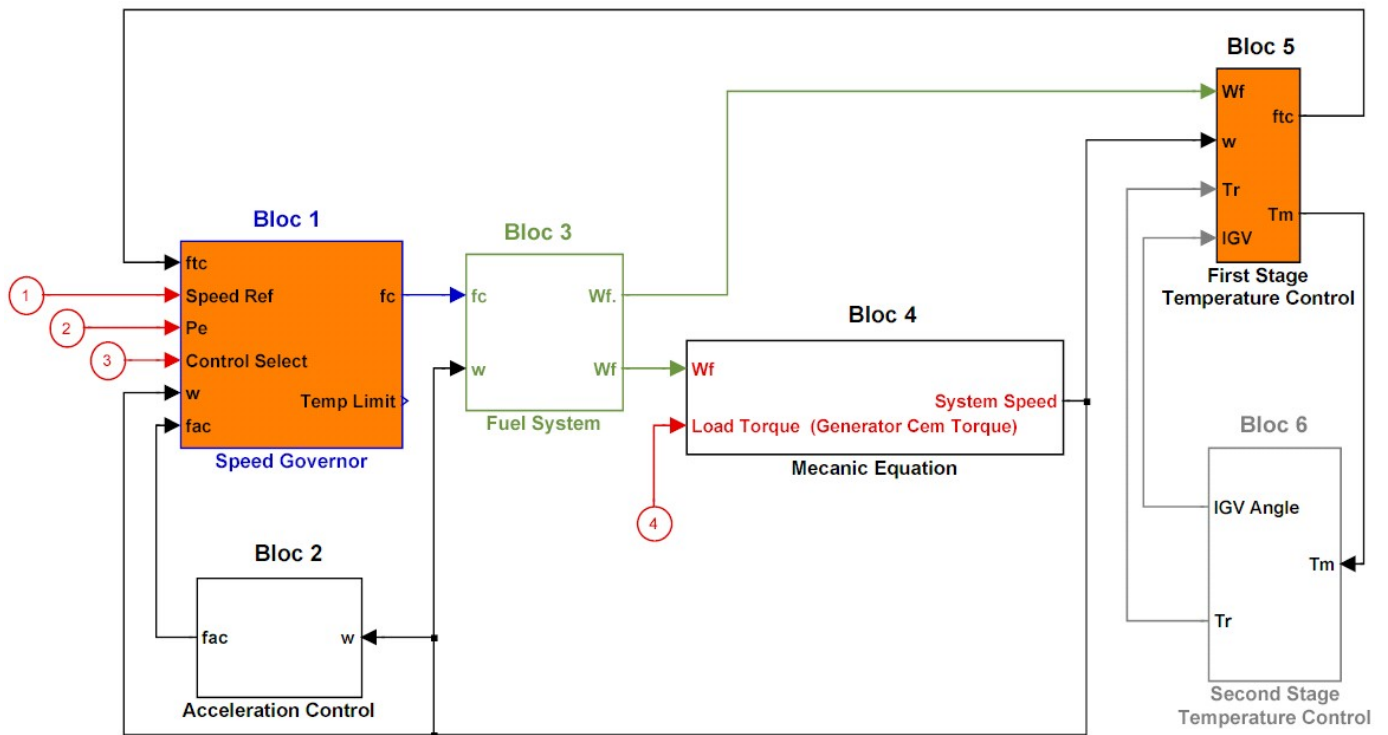 Bloc 5
Wf
ftc
w
Tr
Tm
IGV
First Stage
Temperature Control
Bloc 1
ftc
Speed Ref
fc
Pe
Control Select
w
Temp Limit
fac
Speed Governor
1
2
3
Bloc 3
fc
Wf.
w
Wf
Fuel System
Bloc 4
Wf
System Speed
Load Torque (Generator Cem Torque)
Mecanic Equation
4
Bloc 2
fac
w
Acceleration Control
Bloc 6
IGV Angle
Tm
Tr
Second Stage
Temperature Control